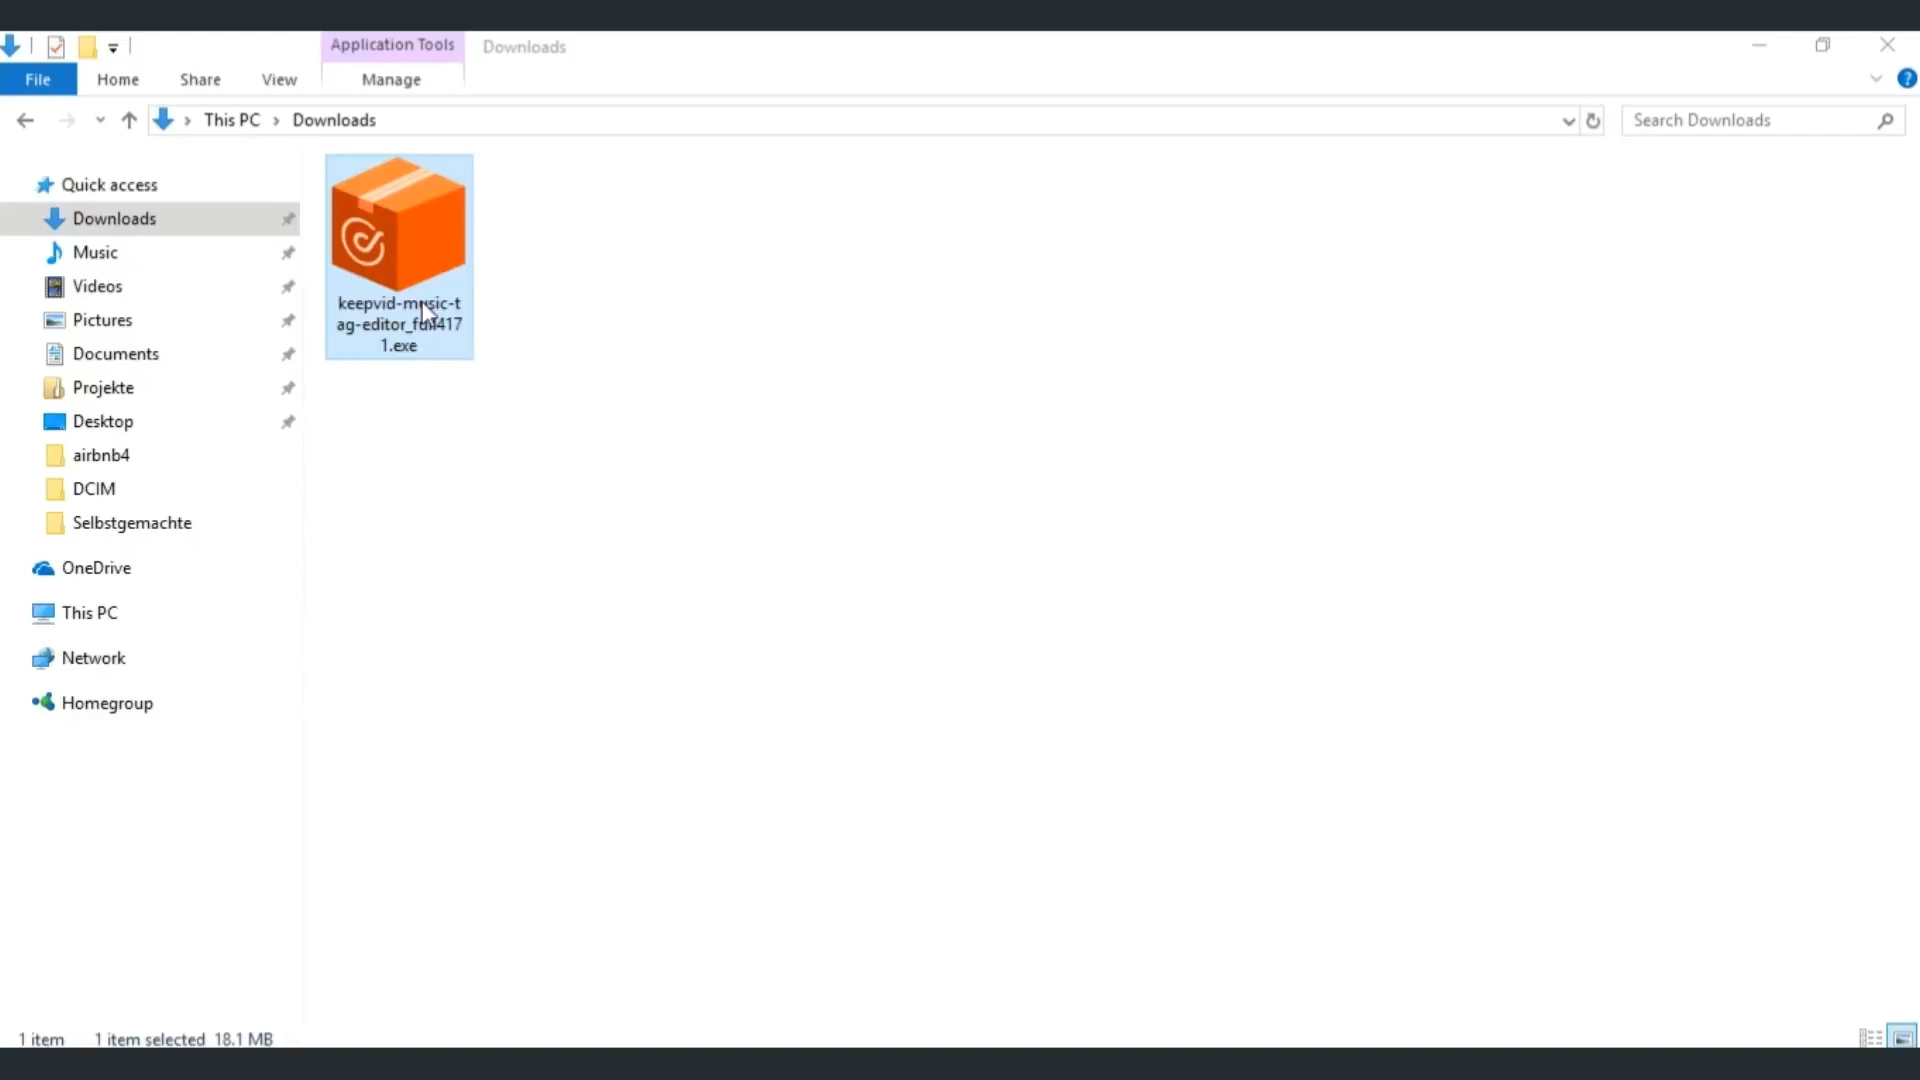 Application Tools
Downloads
File
Home
Share
View
Manage
?
This PC
Downloads
Search Downloads
Quick access
Downloads
Music
Videos
Pictures
Documents
Projekte
Desktop
airbnb4
DCIM
Selbstgemachte
OneDrive
This PC
Network
Homegroup
keepvid-music-t
ag-editor_full417
1.exe
1 item
1 item selected 18.1 MB